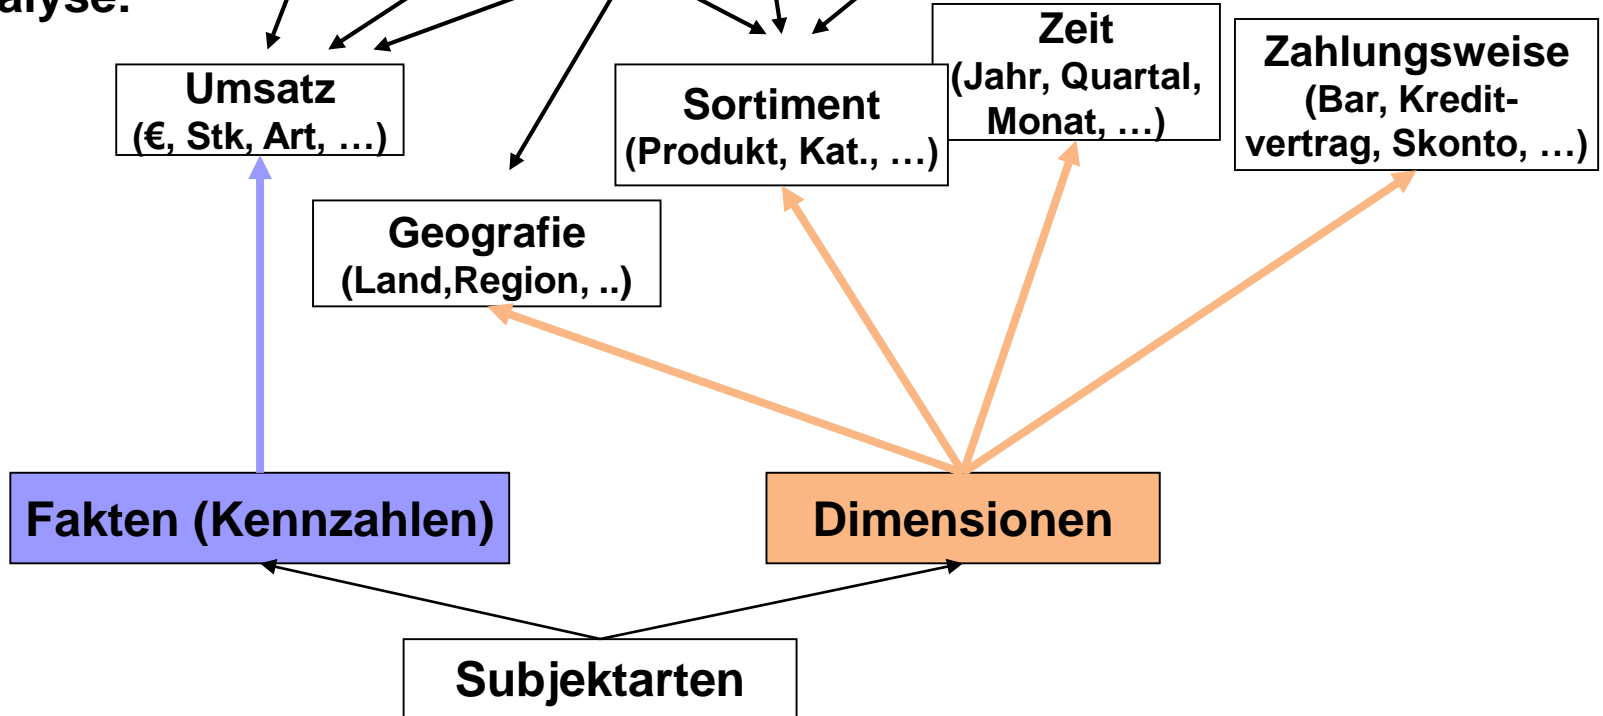 alyse:
Umsatz
(€, Stk, Art, …)
Sortiment
(Produkt, Kat., …)
Zeit
(Jahr, Quartal,
Monat, …)
Zahlungsweise
(Bar, Kredit-
vertrag, Skonto, …)
Geografie
(Land,Region, ..)
Fakten (Kennzahlen)
Dimensionen
Subjektarten